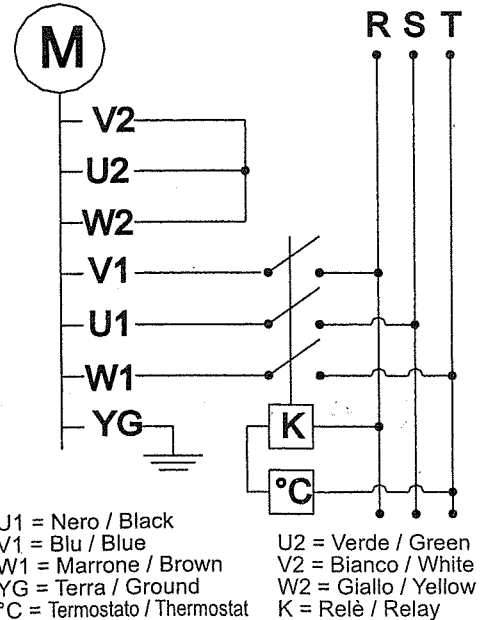 M
R S T
V2
U2
W2
V1
U1
W1
YG
K
°C
U1 = Nero / Black
V1 = Blu / Blue
W1 = Marrone / Brown
YG = Terra / Ground
°C = Termostato / Thermostat
U2 = Verde / Green
V2 = Bianco / White
W2 = Giallo / Yellow
K = Relè / Relay